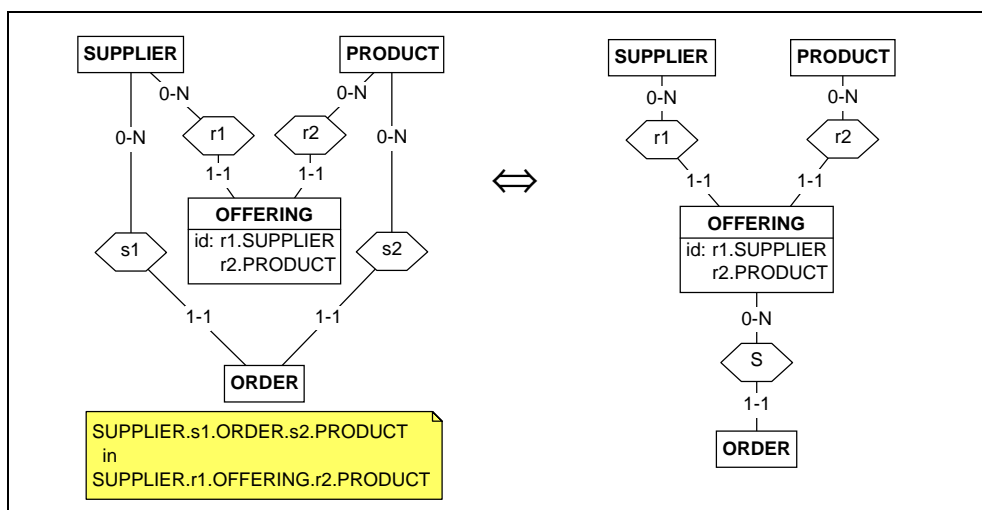 SUPPLIER PRODUCT
0-N 0-N
0-N r1 r2 0-N
1-1 1-1
OFFERING
id: r1.SUPPLIER
r2.PRODUCT
s1 s2
1-1 1-1
ORDER
SUPPLIER.s1.ORDER.s2.PRODUCT
in
SUPPLIER.r1.OFFERING.r2.PRODUCT
⇔
SUPPLIER PRODUCT
0-N 0-N
r1 r2
1-1 1-1
OFFERING
id: r1.SUPPLIER
r2.PRODUCT
0-N
S
1-1
ORDER